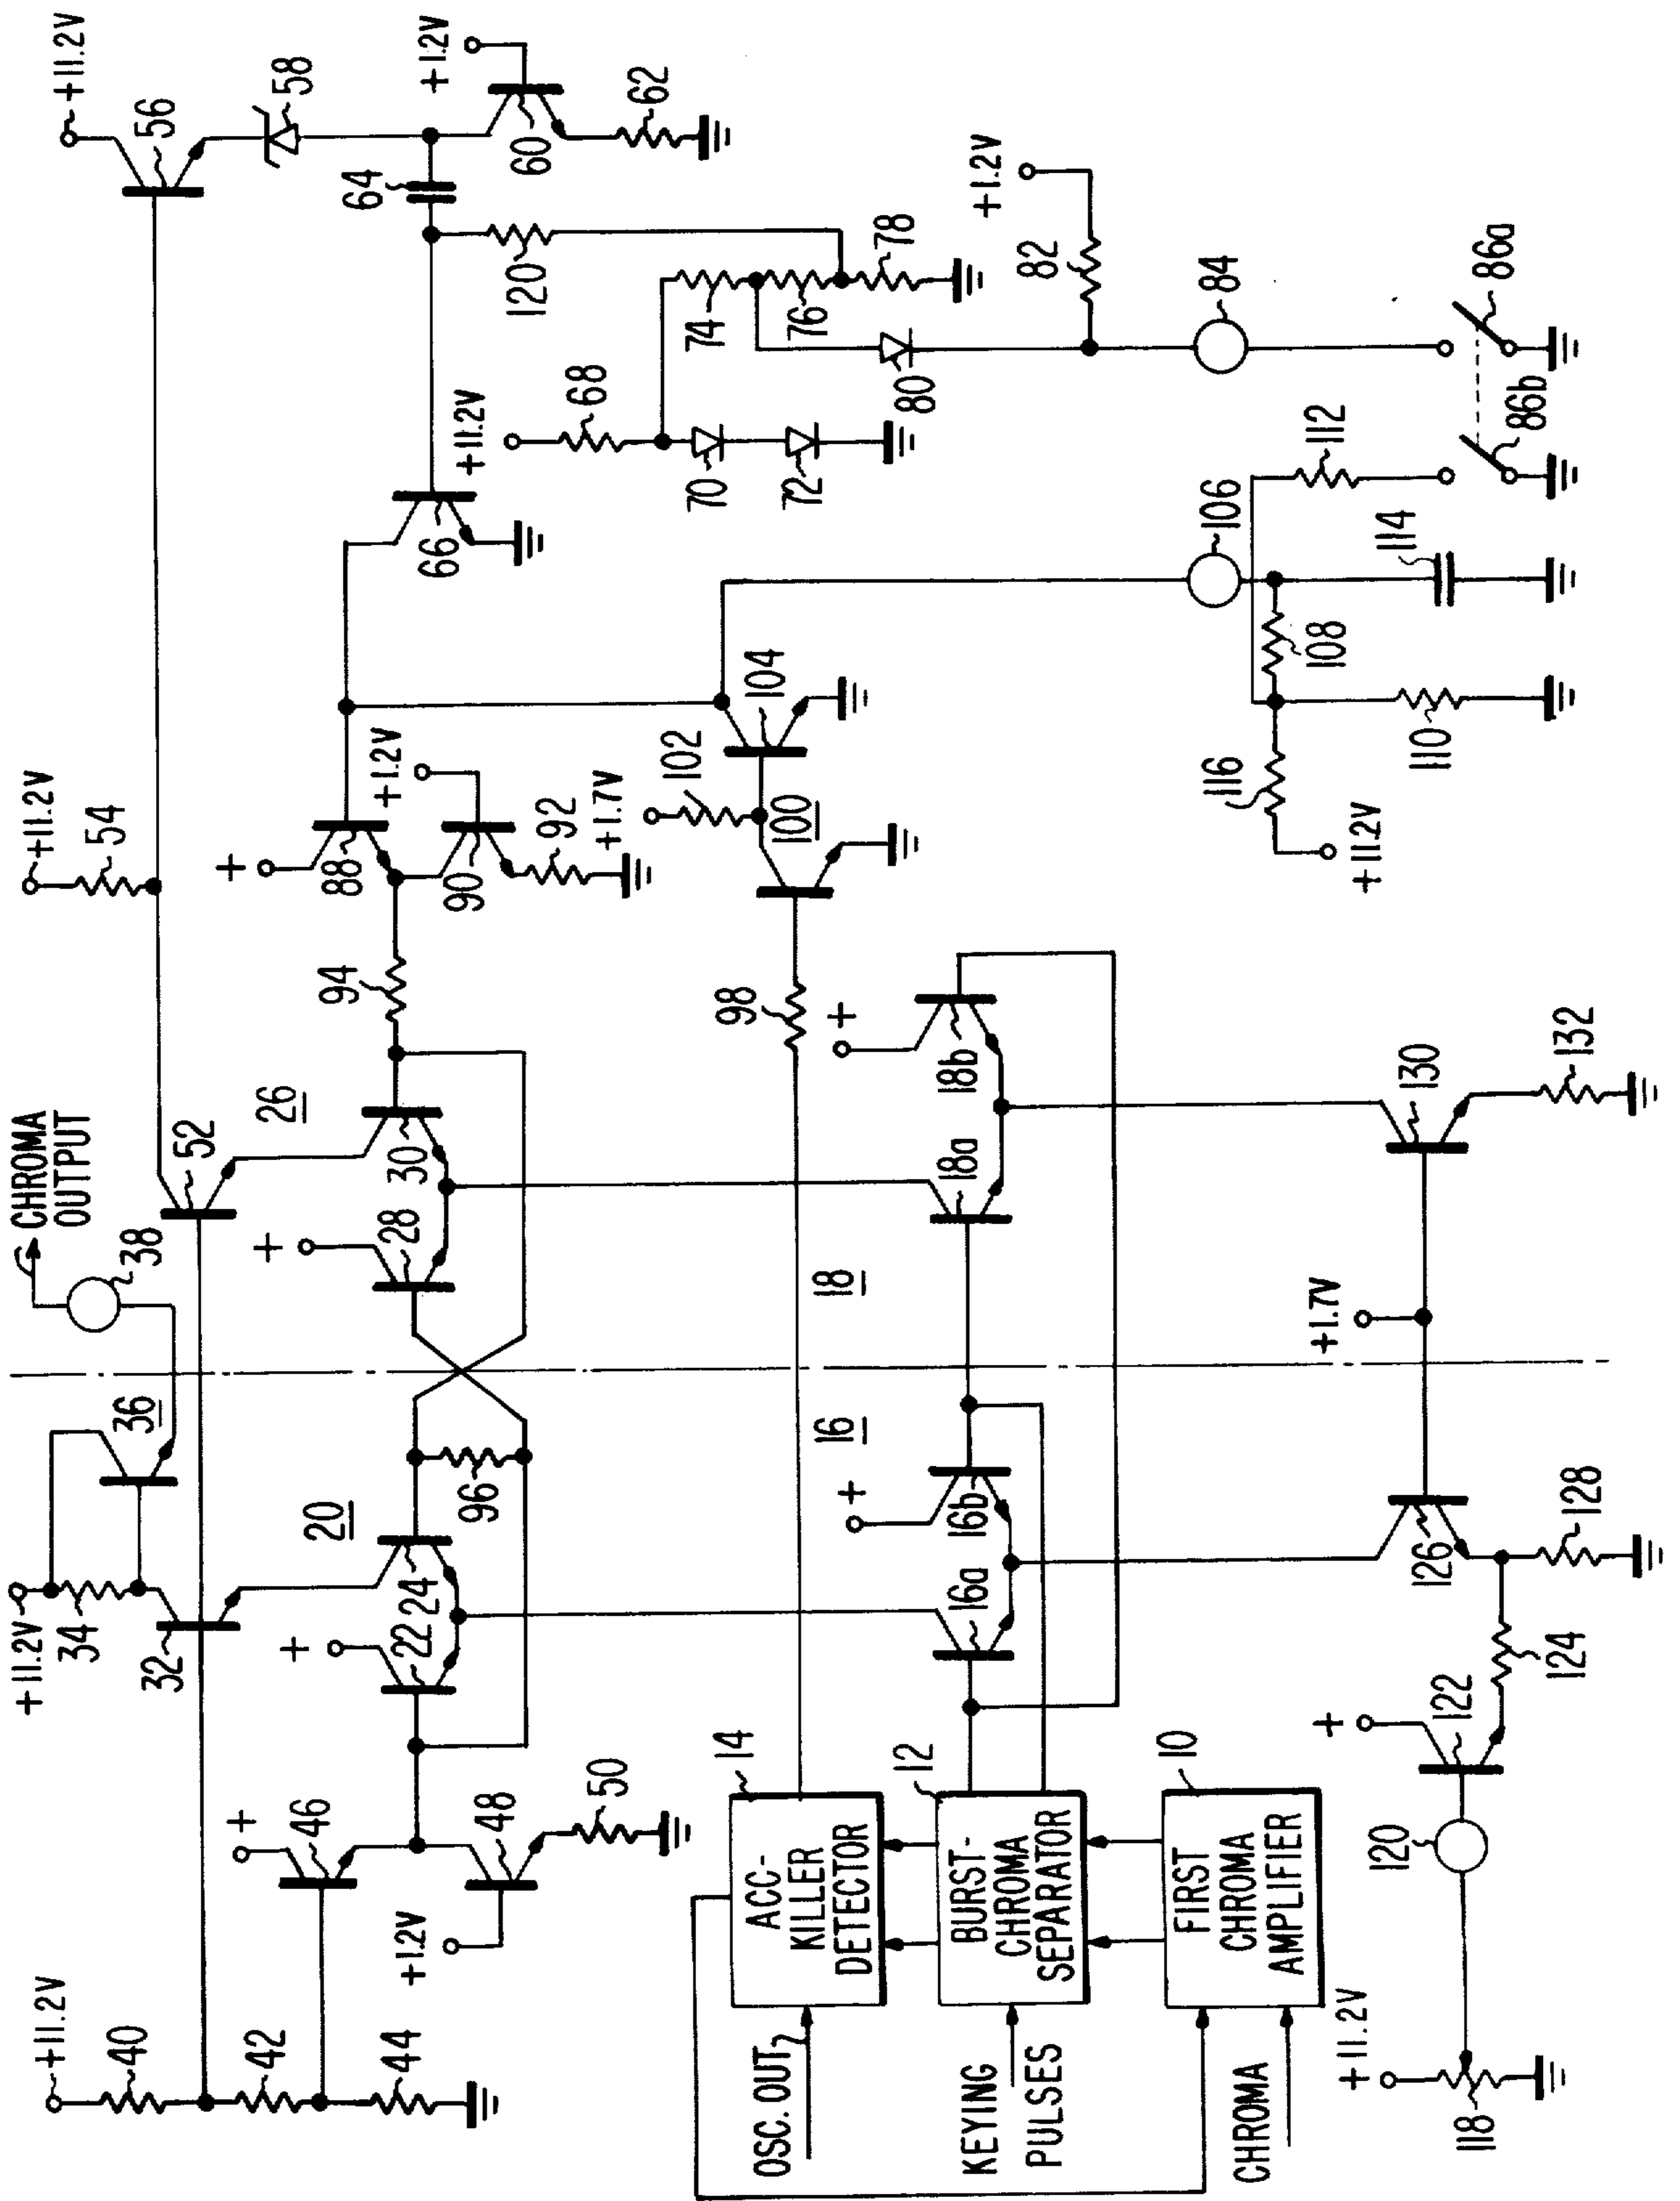 +11.2V
54
+11.2V
56
58
+1.2V
60
62
64
CHROMA
OUTPUT
38
36
+11.2V
34
32
52
26
+11.2V
40
42
44
+
46
+1.2V
48
50
+
22
24
20
96
+
28
30
94
+
88
+1.2V
90
92
66
+11.2V
68
70
72
120
74
76
78
80
+1.2V
82
84
86a
86b
+1.7V
102
100
104
98
106
112
114
108
110
116
+11.2V
ACC-
KILLER
DETECTOR
14
OSC. OUT
BURST-
CHROMA
SEPARATOR
12
KEYING
PULSES
FIRST
CHROMA
AMPLIFIER
10
CHROMA
16
+
16a
16b
18
18a
+
18b
+1.7V
+11.2V
118
120
+
122
124
126
128
130
132